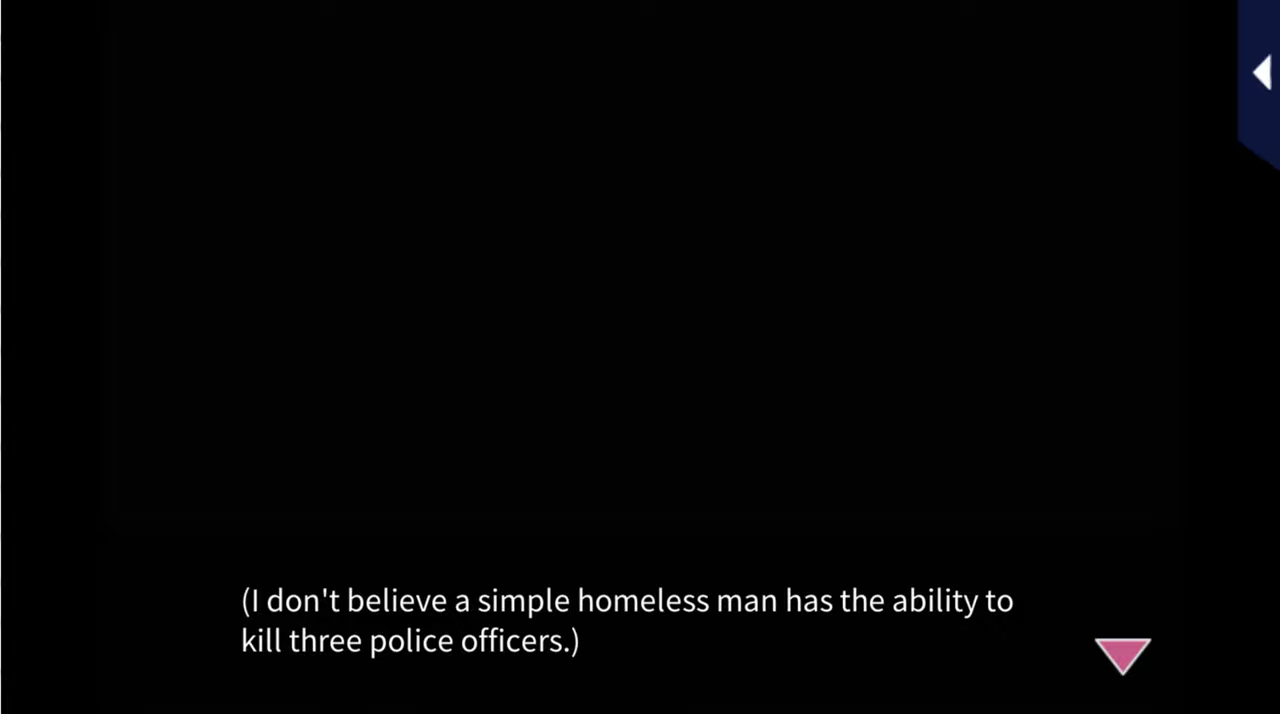 (I don't believe a simple homeless man has the ability to
kill three police officers.)